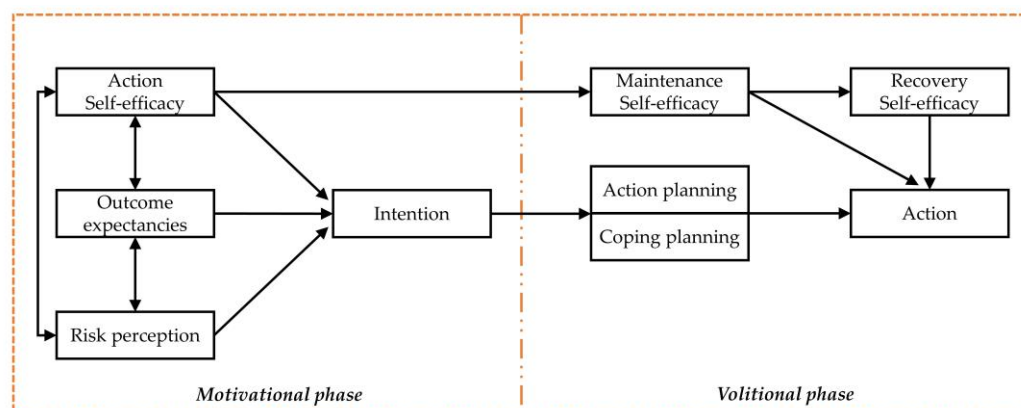 Action
Self-efficacy
Maintenance
Self-efficacy
Recovery
Self-efficacy
Outcome
expectancies
Intention
Action planning
Coping planning
Action
Risk perception
Motivational phase
Volitional phase